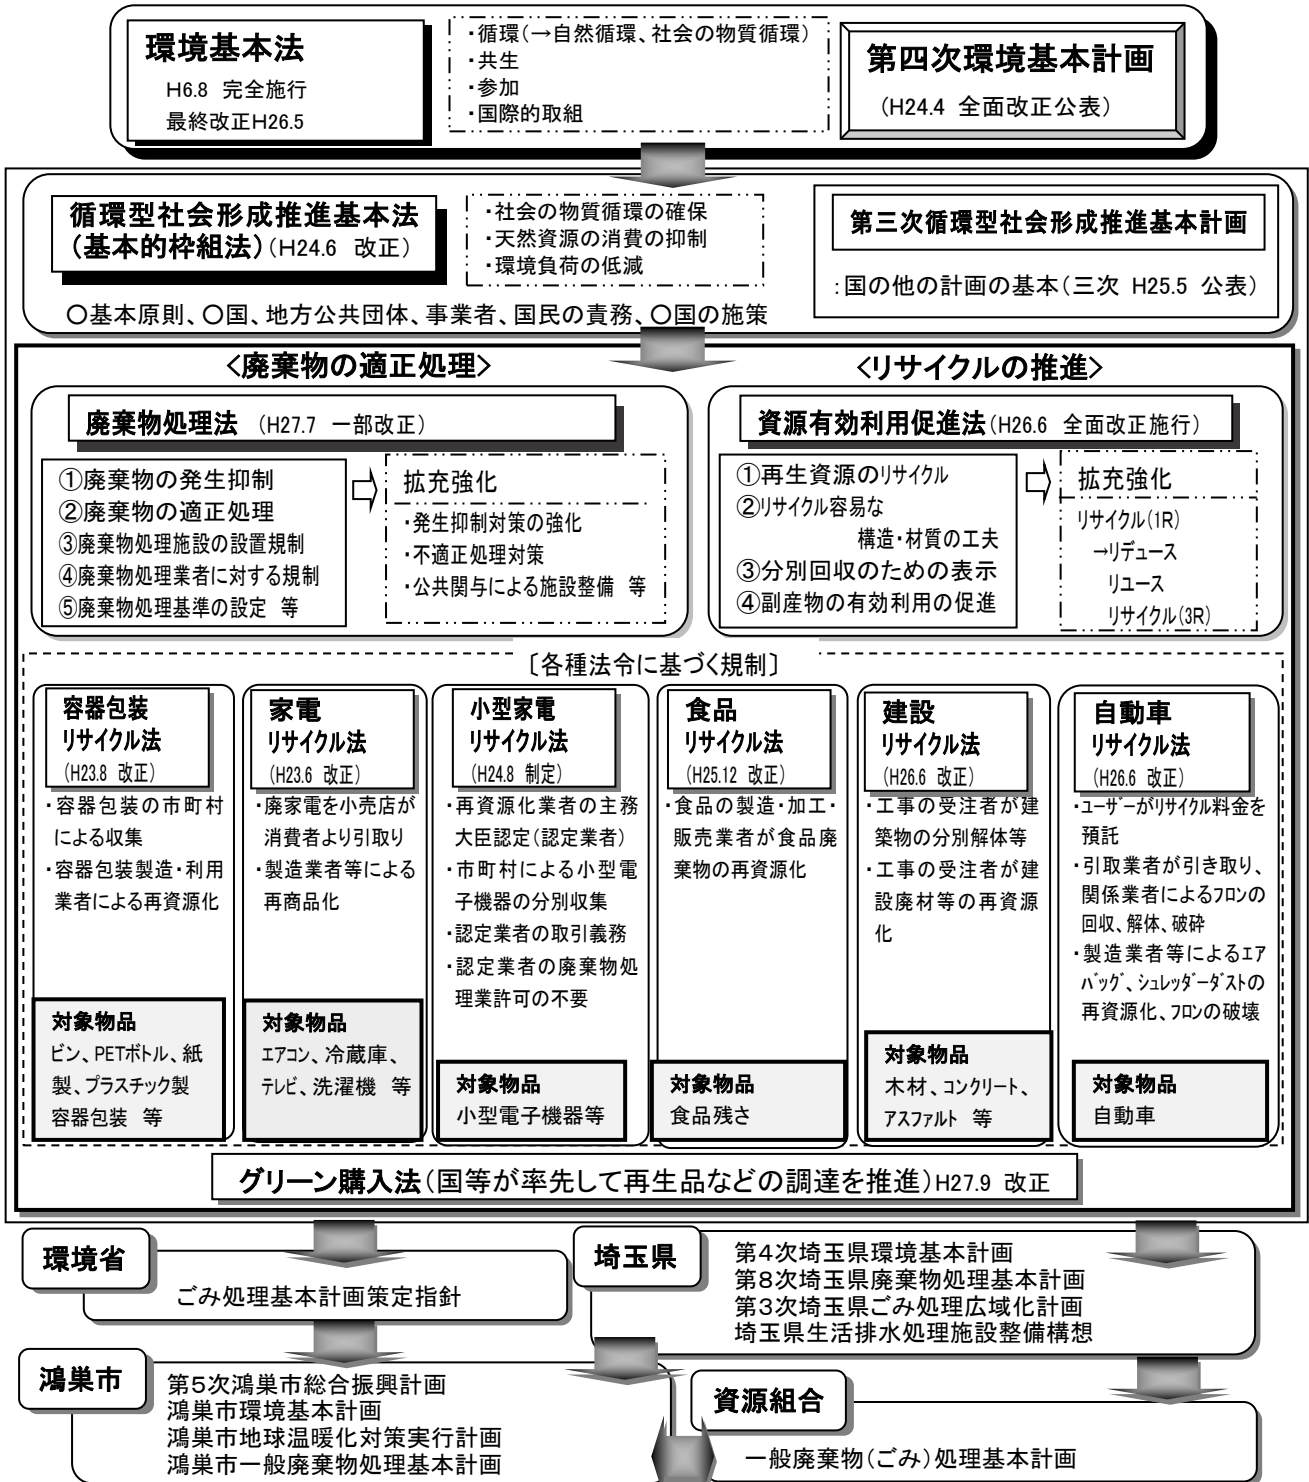 環境基本法
H6.8 完全施行
最終改正H26.5
・循環(→自然循環、社会の物質循環)
・共生
・参加
・国際的取組
第四次環境基本計画
(H24.4 全面改正公表)
循環型社会形成推進基本法
(基本的枠組法)(H24.6 改正)
・社会の物質循環の確保
・天然資源の消費の抑制
・環境負荷の低減
第三次循環型社会形成推進基本計画
:国の他の計画の基本(三次 H25.5 公表)
○基本原則、○国、地方公共団体、事業者、国民の責務、○国の施策
<廃棄物の適正処理>
廃棄物処理法 (H27.7 一部改正)
①廃棄物の発生抑制
②廃棄物の適正処理
③廃棄物処理施設の設置規制
④廃棄物処理業者に対する規制
⑤廃棄物処理基準の設定 等
拡充強化
・発生抑制対策の強化
・不適正処理対策
・公共関与による施設整備 等
<リサイクルの推進>
資源有効利用促進法(H26.6 全面改正施行)
①再生資源のリサイクル
②リサイクル容易な
構造・材質の工夫
③分別回収のための表示
④副産物の有効利用の促進
拡充強化
リサイクル(1R)
→リデュース
リユース
リサイクル(3R)
〔各種法令に基づく規制〕
容器包装
リサイクル法
(H23.8 改正)
・容器包装の市町村
による収集
・容器包装製造・利用
業者による再資源化
対象物品
ビン、PETボトル、紙
製、プラスチック製
容器包装 等
家電
リサイクル法
(H23.6 改正)
・廃家電を小売店が
消費者より引取り
・製造業者等による
再商品化
対象物品
エアコン、冷蔵庫、
テレビ、洗濯機 等
小型家電
リサイクル法
(H24.8 制定)
・再資源化業者の主務
大臣認定(認定業者)
・市町村による小型電
子機器の分別収集
・認定業者の取引義務
・認定業者の廃棄物処
理業許可の不要
対象物品
小型電子機器等
食品
リサイクル法
(H25.12 改正)
・食品の製造・加工・
販売業者が食品廃
棄物の再資源化
対象物品
食品残さ
建設
リサイクル法
(H26.6 改正)
・工事の受注者が建
築物の分別解体等
・工事の受注者が建
設廃材等の再資源
化
対象物品
木材、コンクリート、
アスファルト 等
自動車
リサイクル法
(H26.6 改正)
・ユーザーがリサイクル料金を
預託
・引取業者が引き取り、
関係業者によるフロンの
回収、解体、破砕
・製造業者等によるエア
バッグ、シュレッダーダストの
再資源化、フロンの破壊
対象物品
自動車
グリーン購入法(国等が率先して再生品などの調達を推進)H27.9 改正
環境省
ごみ処理基本計画策定指針
埼玉県
第4次埼玉県環境基本計画
第8次埼玉県廃棄物処理基本計画
第3次埼玉県ごみ処理広域化計画
埼玉県生活排水処理施設整備構想
鴻巣市
第5次鴻巣市総合振興計画
鴻巣市環境基本計画
鴻巣市地球温暖化対策実行計画
鴻巣市一般廃棄物処理基本計画
資源組合
一般廃棄物(ごみ)処理基本計画